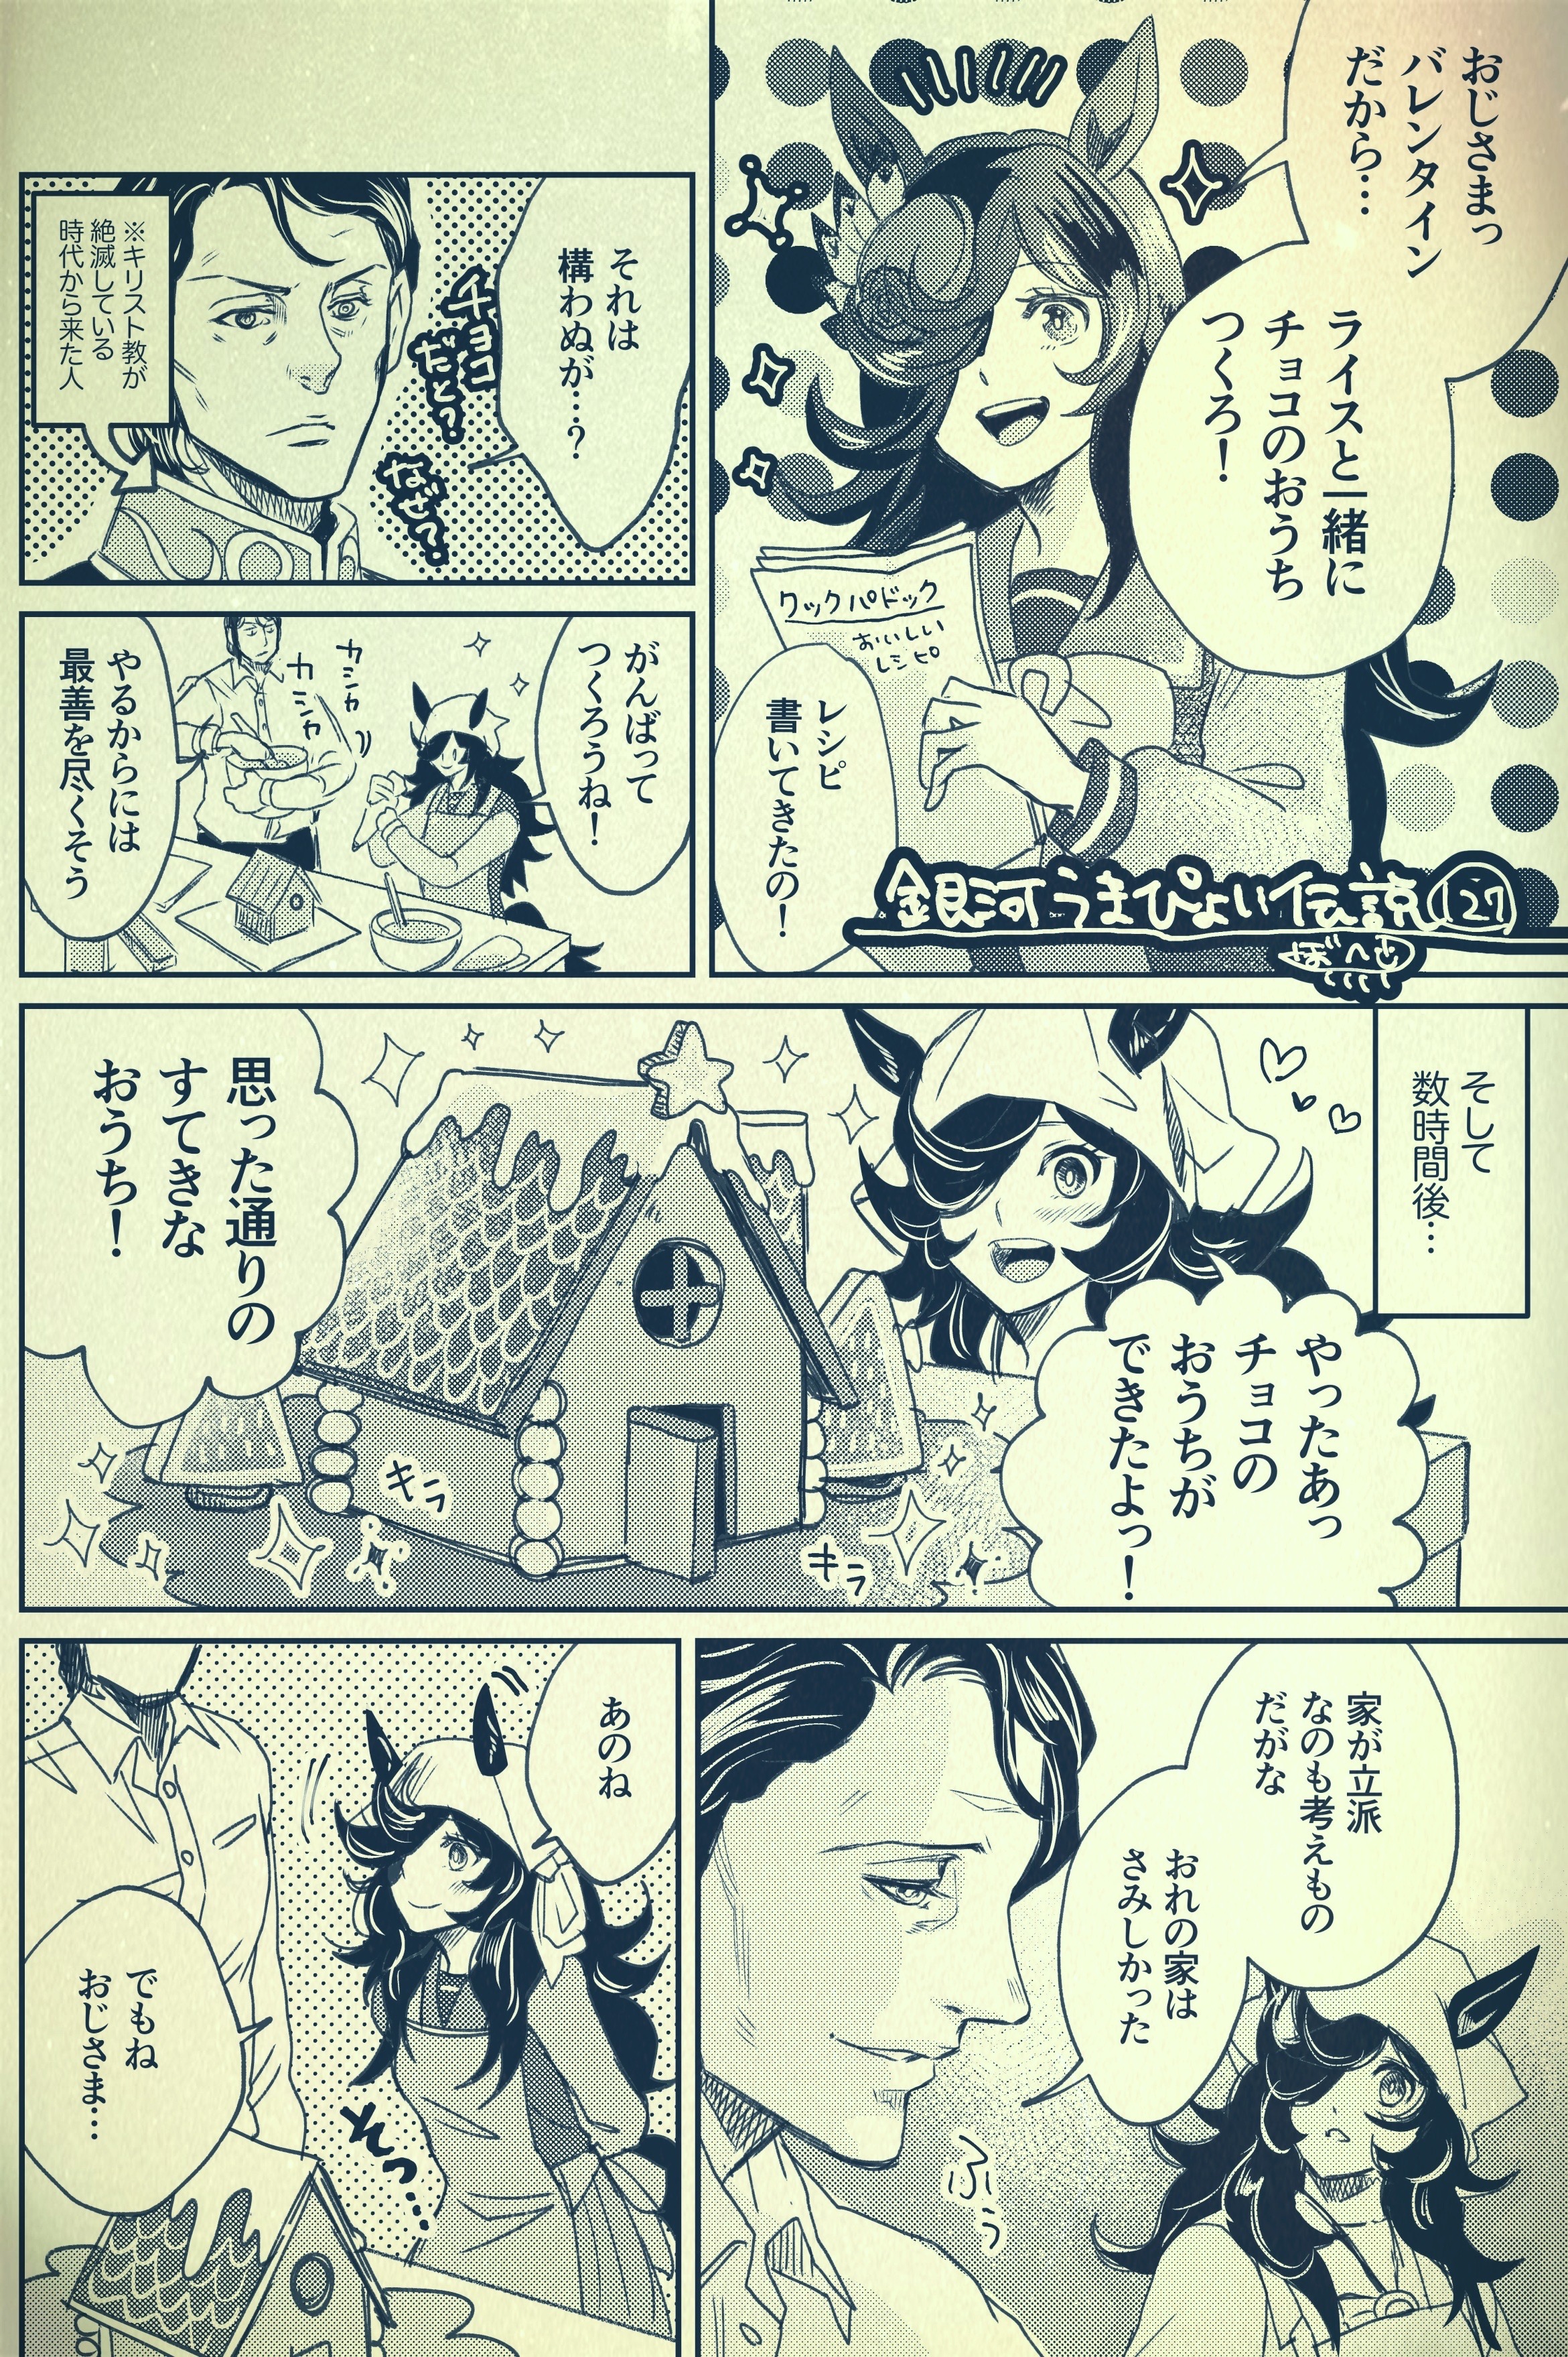 おじさまっ
バレンタイン
だから…
ライスと一緒に
チョコのおうち
つくろ！
クックパドック
おいしい
レシピ
レシピ
書いてきたの！
銀河うまぴょい伝説
127
ぼへゑ
それは
構わぬが…？
チョコ
だと？
なぜ？
※キリスト教が
絶滅している
時代から来た人
がんばって
つくろうね！
カシャ
カシャ
やるからには
最善を尽くそう
そして
数時間後…
やったあっ
チョコの
おうちが
できたよっ！
思った通りの
すてきな
おうち！
キラ
キラ
家が立派
なのも考えもの
だがな
おれの家は
さみしかった
ふぅ
あのね
そっ…
でもね
おじさま…